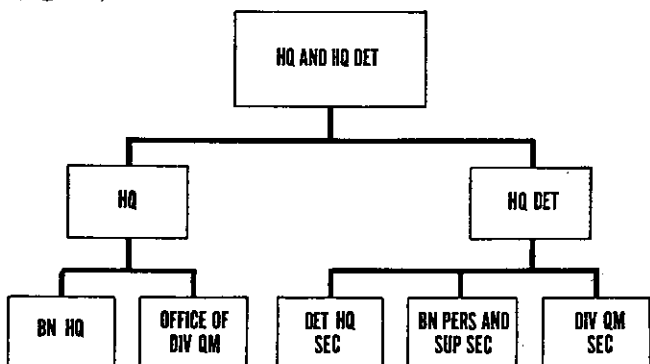 HQ AND HQ DET
HQ
HQ DET
BN HQ
OFFICE OF
DIV QM
DET HQ
SEC
BN PERS AND
SUP SEC
DIV QM
SEC